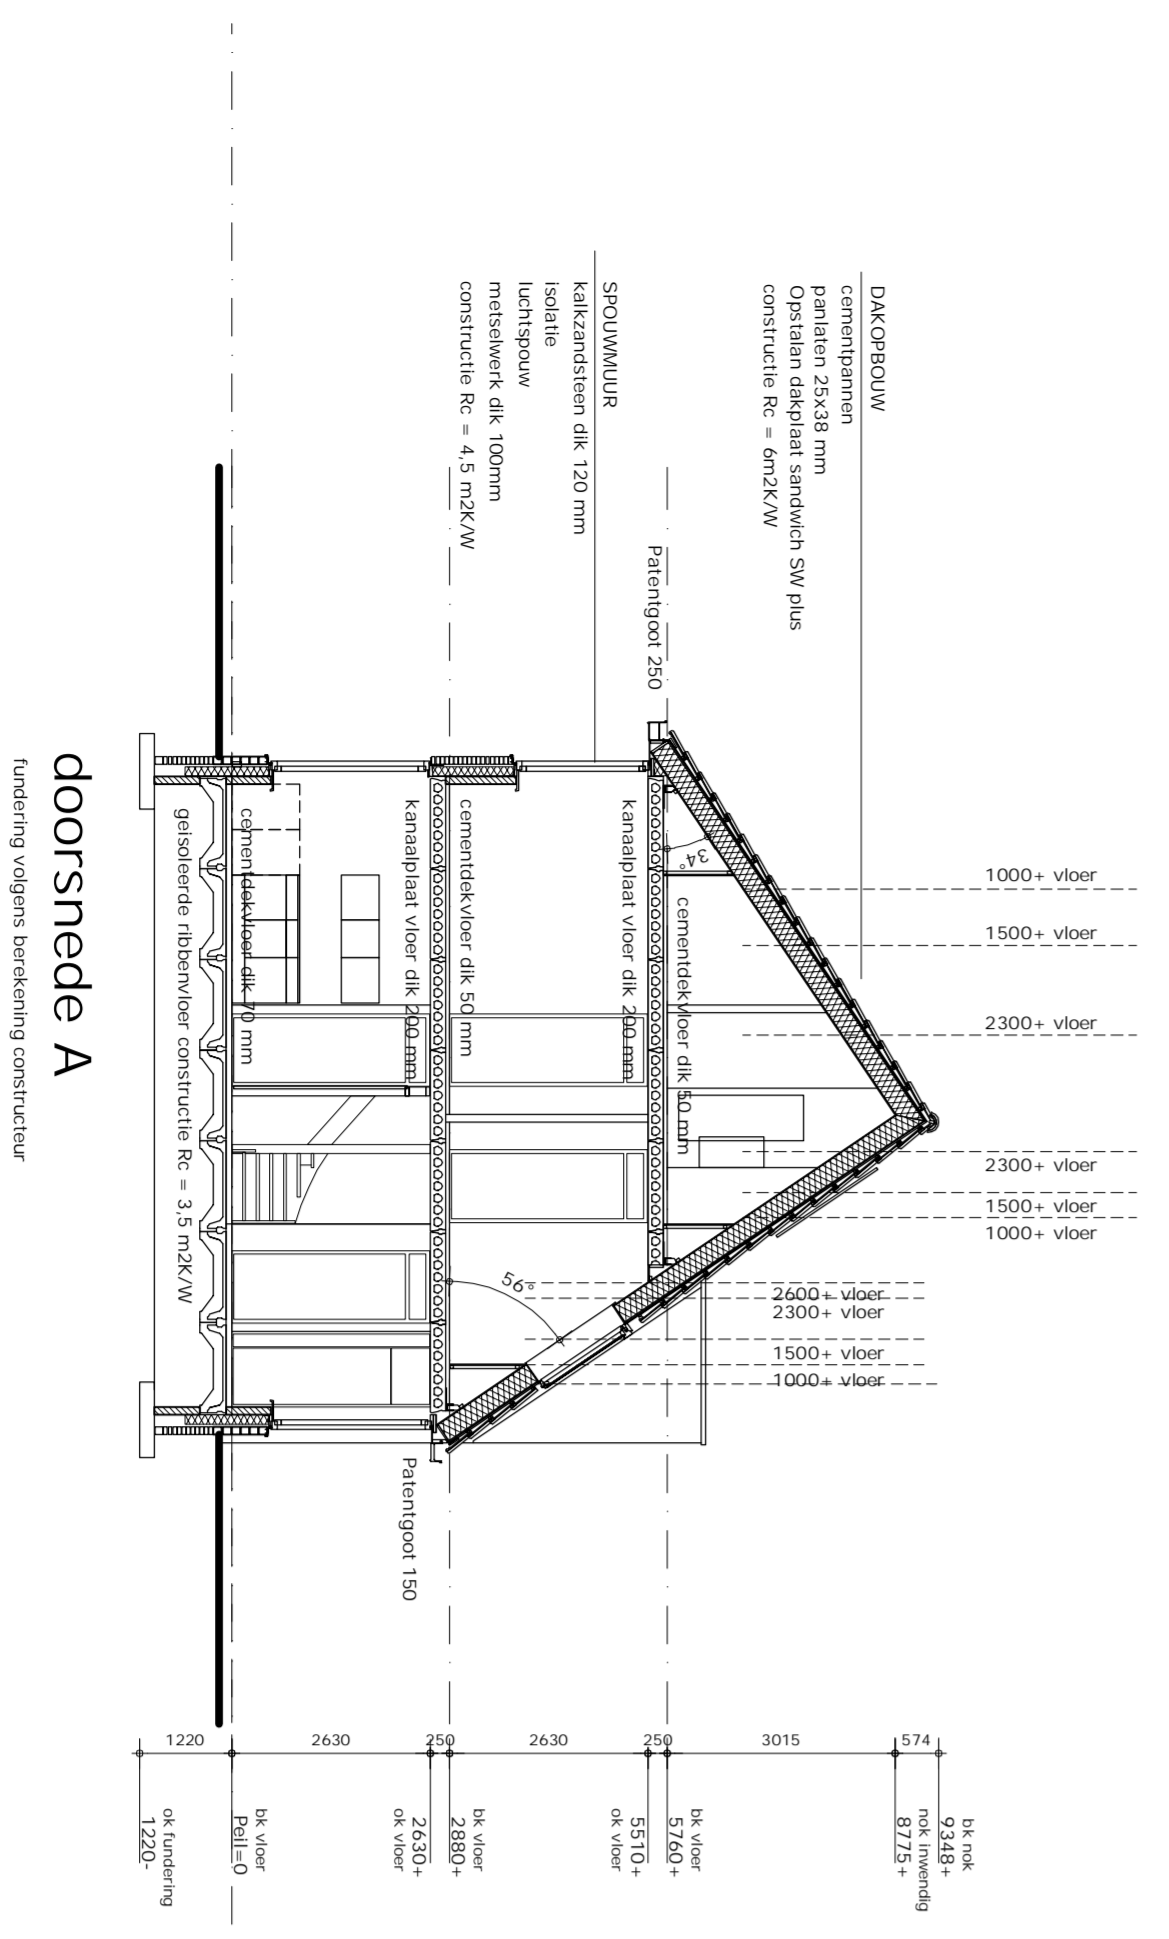 DAKOPBOUW
cementpannen
panlaten 25x38 mm
Opstalan dakplaat sandwich SW plus
constructie Rc = 6m2K/W
SPOUWMUUR
kalkzandsteen dik 120 mm
isolatie
luchtspouw
metselwerk dik 100mm
constructie Rc = 4,5 m2K/W
Patentgoot 250
1000+ vloer
1500+ vloer
2300+ vloer
2300+ vloer
1500+ vloer
1000+ vloer
2600+ vloer
2300+ vloer
1500+ vloer
1000+ vloer
34°
56°
cementdekvloer dik 50 mm
kanaalplaat vloer dik 200 mm
cementdekvloer dik 50 mm
kanaalplaat vloer dik 200 mm
cementdekvloer dik 70 mm
geisoleerde ribbenvloer constructie Rc = 3,5 m2K/W
Patentgoot 150
574
3015
250
2630
250
2630
1220
bk nok
9348+
nok inwendig
8775+
bk vloer
5760+
5510+
ok vloer
bk vloer
2880+
2630+
ok vloer
bk vloer
Peil=0
ok fundering
1220-
doorsnede A
fundering volgens berekening constructeur